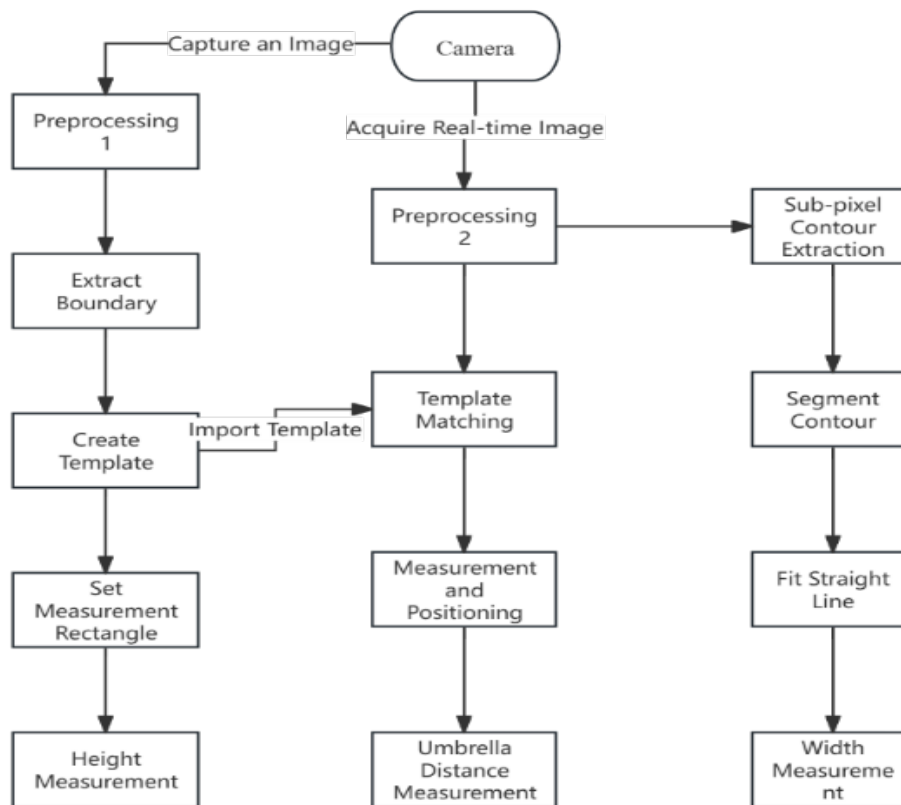 Capture an Image
Camera
Preprocessing
1
Acquire Real-time Image
Preprocessing
2
Sub-pixel
Contour
Extraction
Extract
Boundary
Template
Matching
Segment
Contour
Create
Template
Import Template
Set
Measurement
Rectangle
Measurement
and
Positioning
Fit Straight
Line
Height
Measurement
Umbrella
Distance
Measurement
Width
Measureme
nt